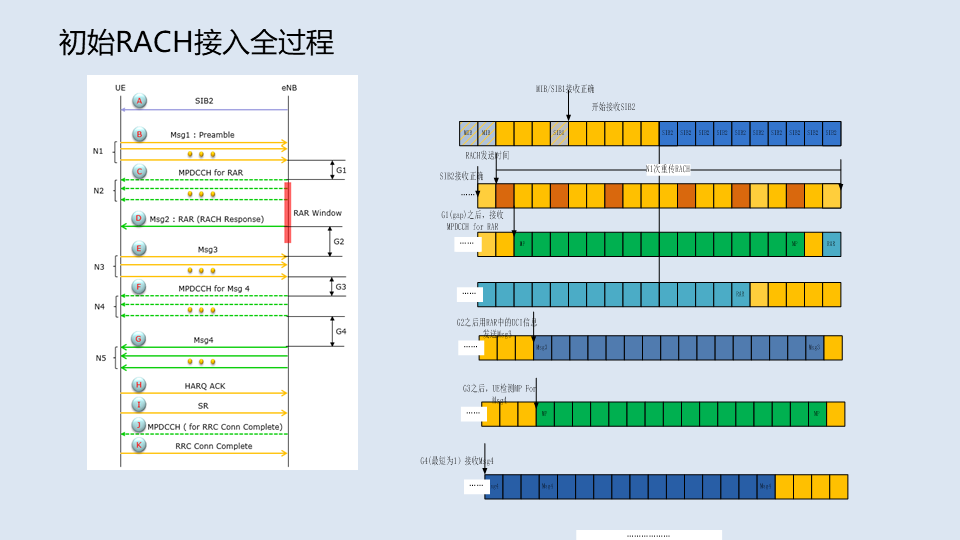 初始RACH接入全过程
UE
eNB
A
SIB2
B
Msg1 : Preamble
N1
G1
C
MPDCCH for RAR
N2
D
Msg2 : RAR (RACH Response)
RAR Window
G2
E
Msg3
N3
F
MPDCCH for Msg 4
G3
N4
G4
G
Msg4
N5
H
HARQ ACK
I
SR
J
MPDCCH ( for RRC Conn Complete)
K
RRC Conn Complete
MIB/SIB1接收正确
开始接收SIB2
MIB MIB SIB1 SIB2 SIB2 SIB2 SIB2 SIB2 SIB2 SIB2 SIB2 SIB2 SIB2
RACH发送时间
N1次重传RACH
SIB2接收正确
……
G1(gap)之后，接收
MPDCCH for RAR
……
MP MP RAR
……
RAR
G2之后用RAR中的DCI信息
发送Msg3
……
Msg3 Msg3
G3之后，UE检测MP For
Msg4
……
MP MP
G4(最短为1) 接收Msg4
……
Msg4 Msg4
………………